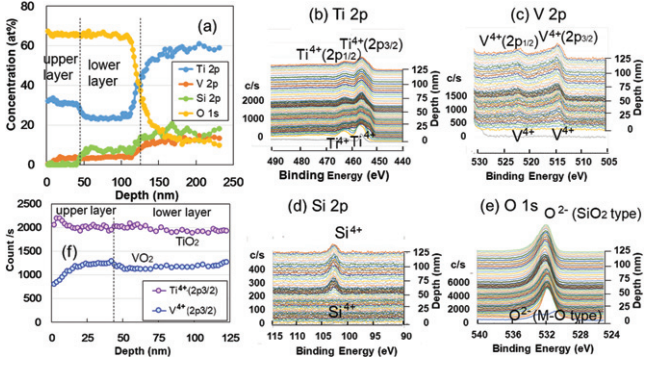 (a)
Concentration (at%)
80
60
40
20
0
upper layer
lower layer
Ti 2p
V 2p
Si 2p
O 1s
0 50 100 150 200 250
Depth (nm)
(b) Ti 2p
Ti4+(2p3/2)
Ti4+(2p1/2)
c/s
2000
1000
0
125
100
75
50
25
0
Depth (nm)
Ti4+ Ti4+
490 480 470 460 450 440
Binding Energy (eV)
(c) V 2p
V4+(2p1/2)
V4+(2p3/2)
c/s
1500
1000
500
0
125
100
75
50
25
0
Depth (nm)
V4+ V4+
530 525 520 515 510 505
Binding Energy (eV)
(f)
Count /s
2500
2000
1500
1000
500
0
upper layer
lower layer
TiO2
VO2
Ti4+(2p3/2)
V4+(2p3/2)
0 25 50 75 100 125
Depth (nm)
(d) Si 2p
Si4+
c/s
400
300
200
100
0
125
100
75
50
25
0
Depth (nm)
Si4+
115 110 105 100 95 90
Binding Energy (eV)
(e) O 1s
O2- (SiO2 type)
c/s
6000
4000
2000
0
125
100
75
50
25
0
Depth (nm)
O2-(M-O type)
540 536 532 528 524
Binding Energy (eV)